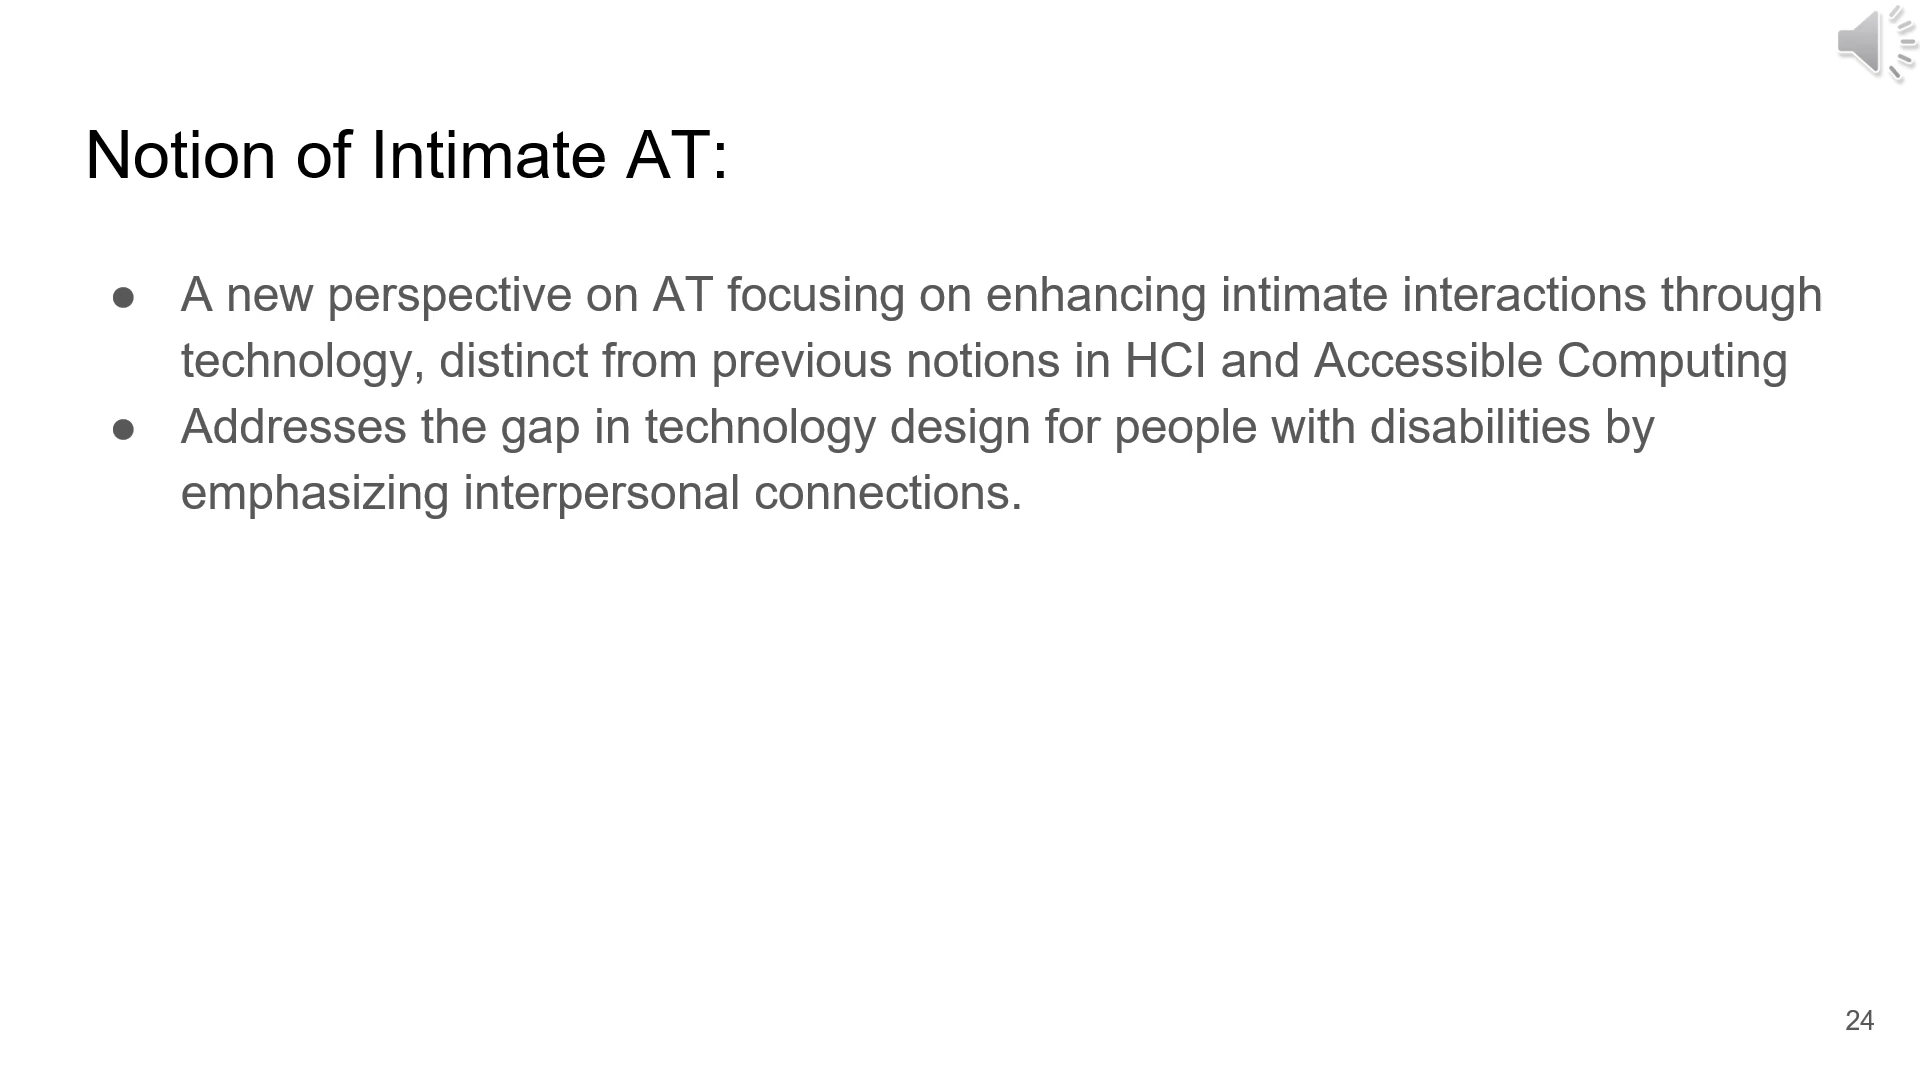 Notion of Intimate AT:
● A new perspective on AT focusing on enhancing intimate interactions through
technology, distinct from previous notions in HCI and Accessible Computing
● Addresses the gap in technology design for people with disabilities by
emphasizing interpersonal connections.
24